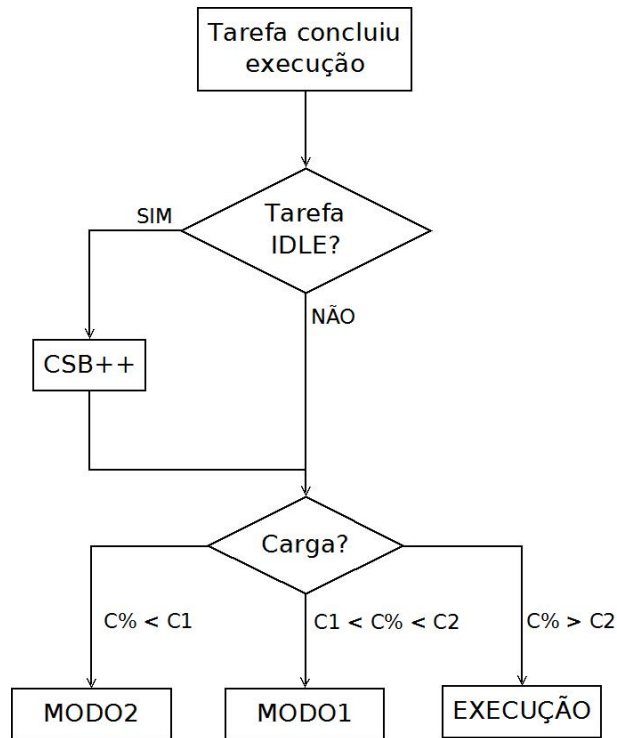 Tarefa concluiu
execução
SIM
Tarefa
IDLE?
NÃO
CSB++
Carga?
C% < C1
C1 < C% < C2
C% > C2
MODO2
MODO1
EXECUÇÃO